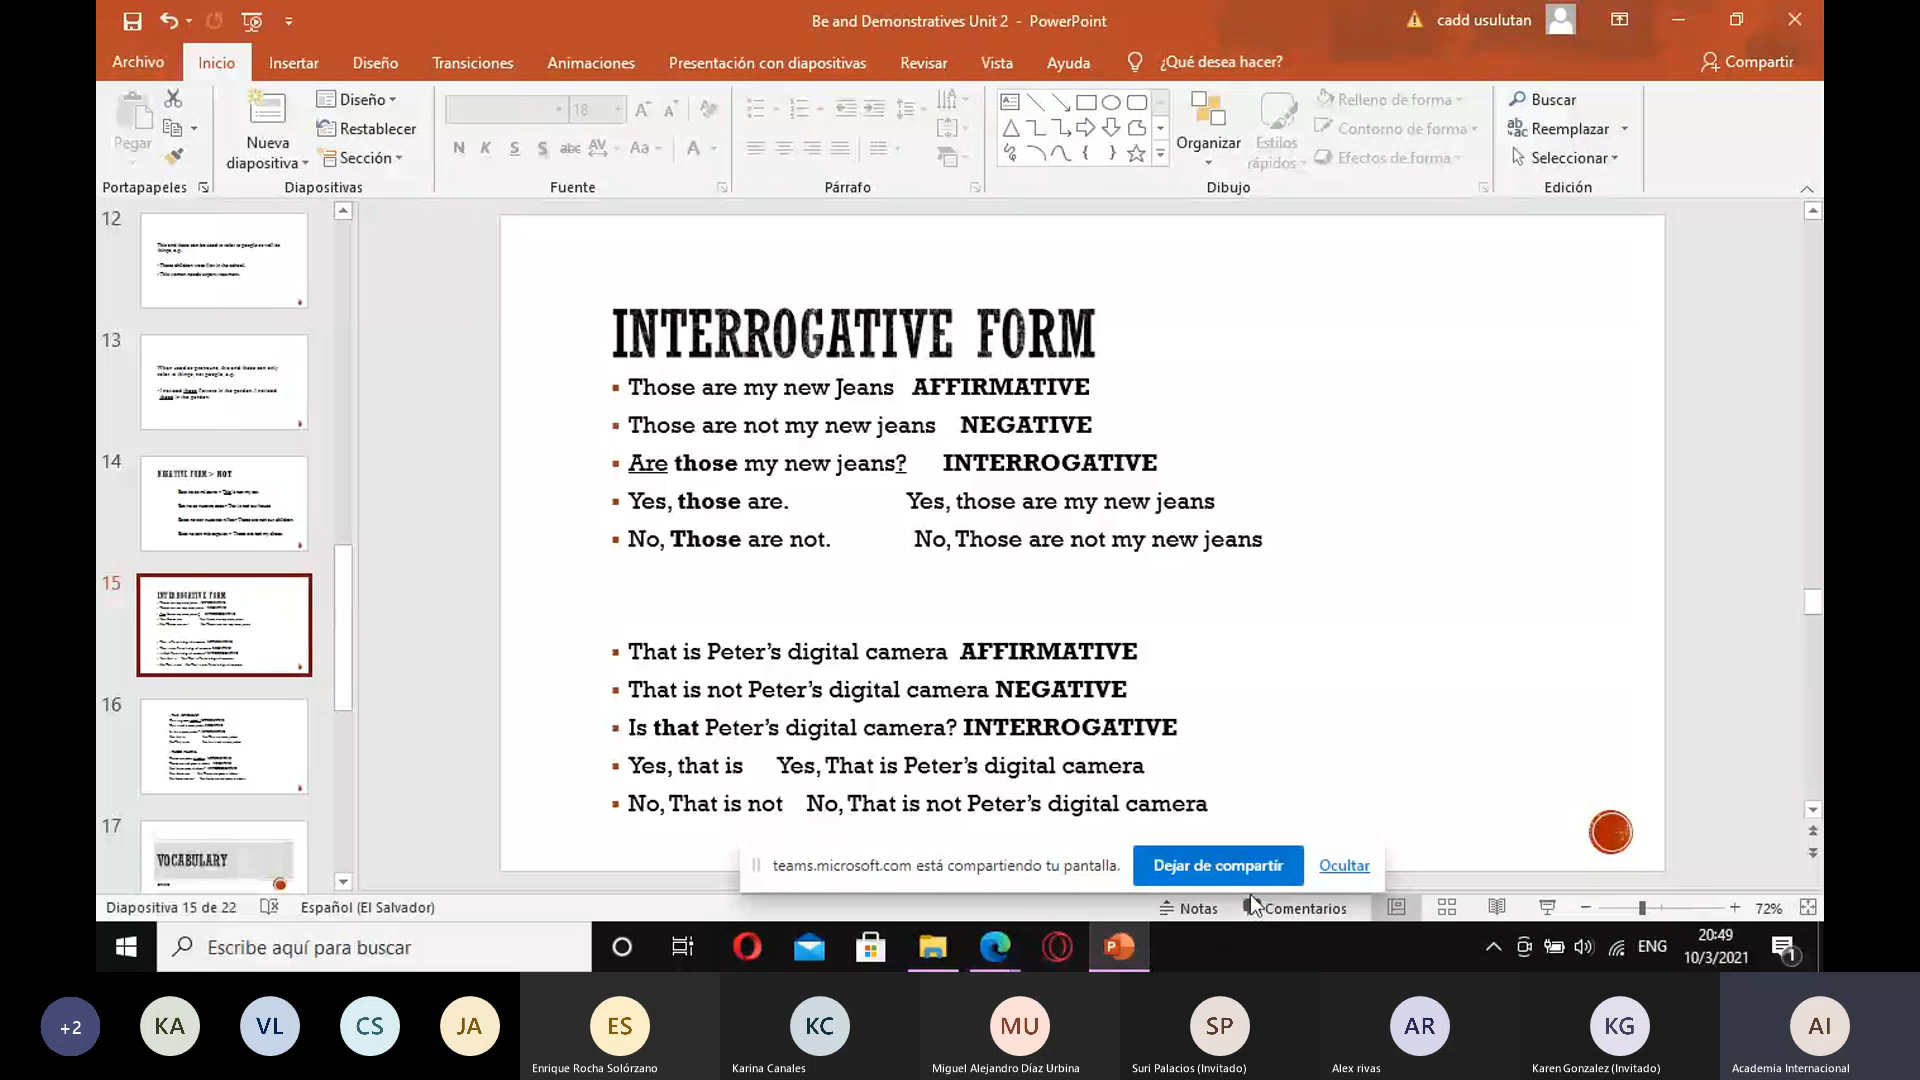 Be and Demonstratives Unit 2 - PowerPoint
cadd usulutan
Archivo Inicio Insertar Diseño Transiciones Animaciones Presentación con diapositivas Revisar Vista Ayuda ¿Qué desea hacer? Compartir
Pegar
Nueva diapositiva
Diseño
Restablecer
Sección
18
N K S S abc AV Aa A
Organizar
Estilos rápidos
Relleno de forma
Contorno de forma
Efectos de forma
Buscar
Reemplazar
Seleccionar
Portapapeles Diapositivas Fuente Párrafo Dibujo Edición
12
13
14
NEGATIVE FORM > NOT
15
INTERROGATIVE FORM
16
17
VOCABULARY
INTERROGATIVE FORM
Those are my new Jeans AFFIRMATIVE
Those are not my new jeans NEGATIVE
Are those my new jeans? INTERROGATIVE
Yes, those are. Yes, those are my new jeans
No, Those are not. No, Those are not my new jeans
That is Peter's digital camera AFFIRMATIVE
That is not Peter's digital camera NEGATIVE
Is that Peter's digital camera? INTERROGATIVE
Yes, that is Yes, That is Peter's digital camera
No, That is not No, That is not Peter's digital camera
teams.microsoft.com está compartiendo tu pantalla. Dejar de compartir Ocultar
Diapositiva 15 de 22 Español (El Salvador) Notas Comentarios 72%
Escribe aquí para buscar
ENG
20:49
10/3/2021
1
+2 KA VL CS JA ES KC MU SP AR KG AI
Enrique Rocha Solórzano Karina Canales Miguel Alejandro Díaz Urbina Suri Palacios (Invitado) Alex rivas Karen Gonzalez (Invitado) Academia Internacional